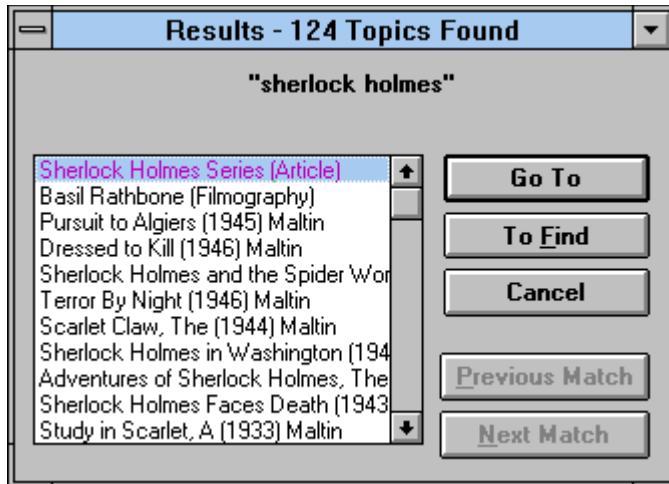 Results - 124 Topics Found
"sherlock holmes"
Sherlock Holmes Series (Article)
Basil Rathbone (Filmography)
Pursuit to Algiers (1945) Maltin
Dressed to Kill (1946) Maltin
Sherlock Holmes and the Spider Wor
Terror By Night (1946) Maltin
Scarlet Claw, The (1944) Maltin
Sherlock Holmes in Washington (194
Adventures of Sherlock Holmes, The
Sherlock Holmes Faces Death (1943
Study in Scarlet, A (1933) Maltin
Go To
To Find
Cancel
Previous Match
Next Match